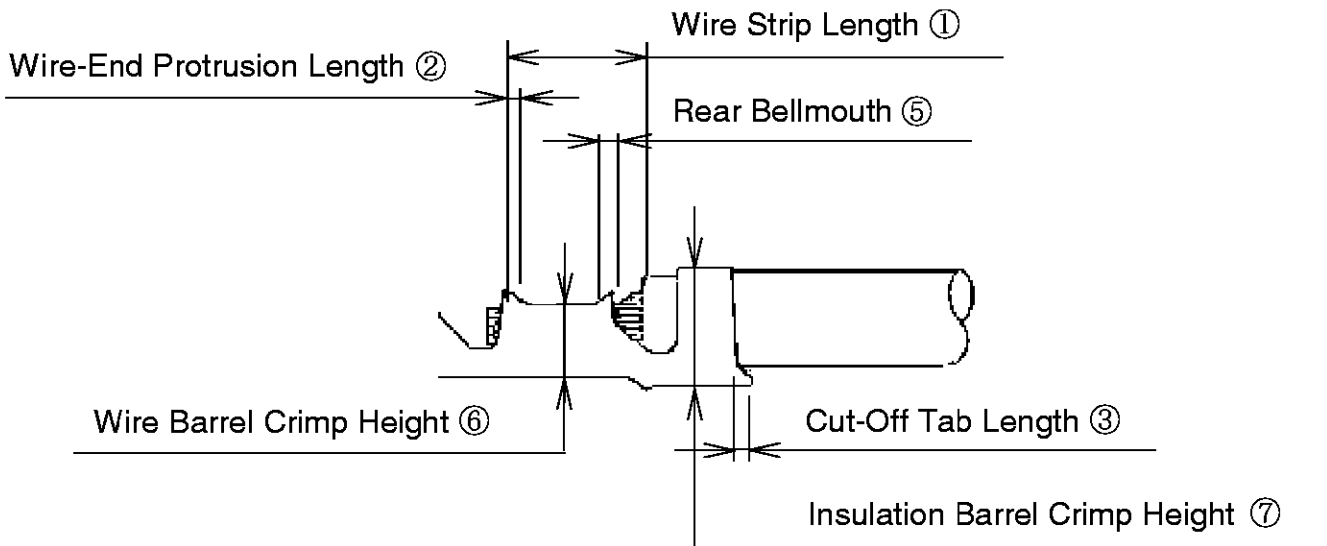 Wire Strip Length ①
Wire-End Protrusion Length ②
Rear Bellmouth ⑤
Wire Barrel Crimp Height ⑥
Cut-Off Tab Length ③
Insulation Barrel Crimp Height ⑦